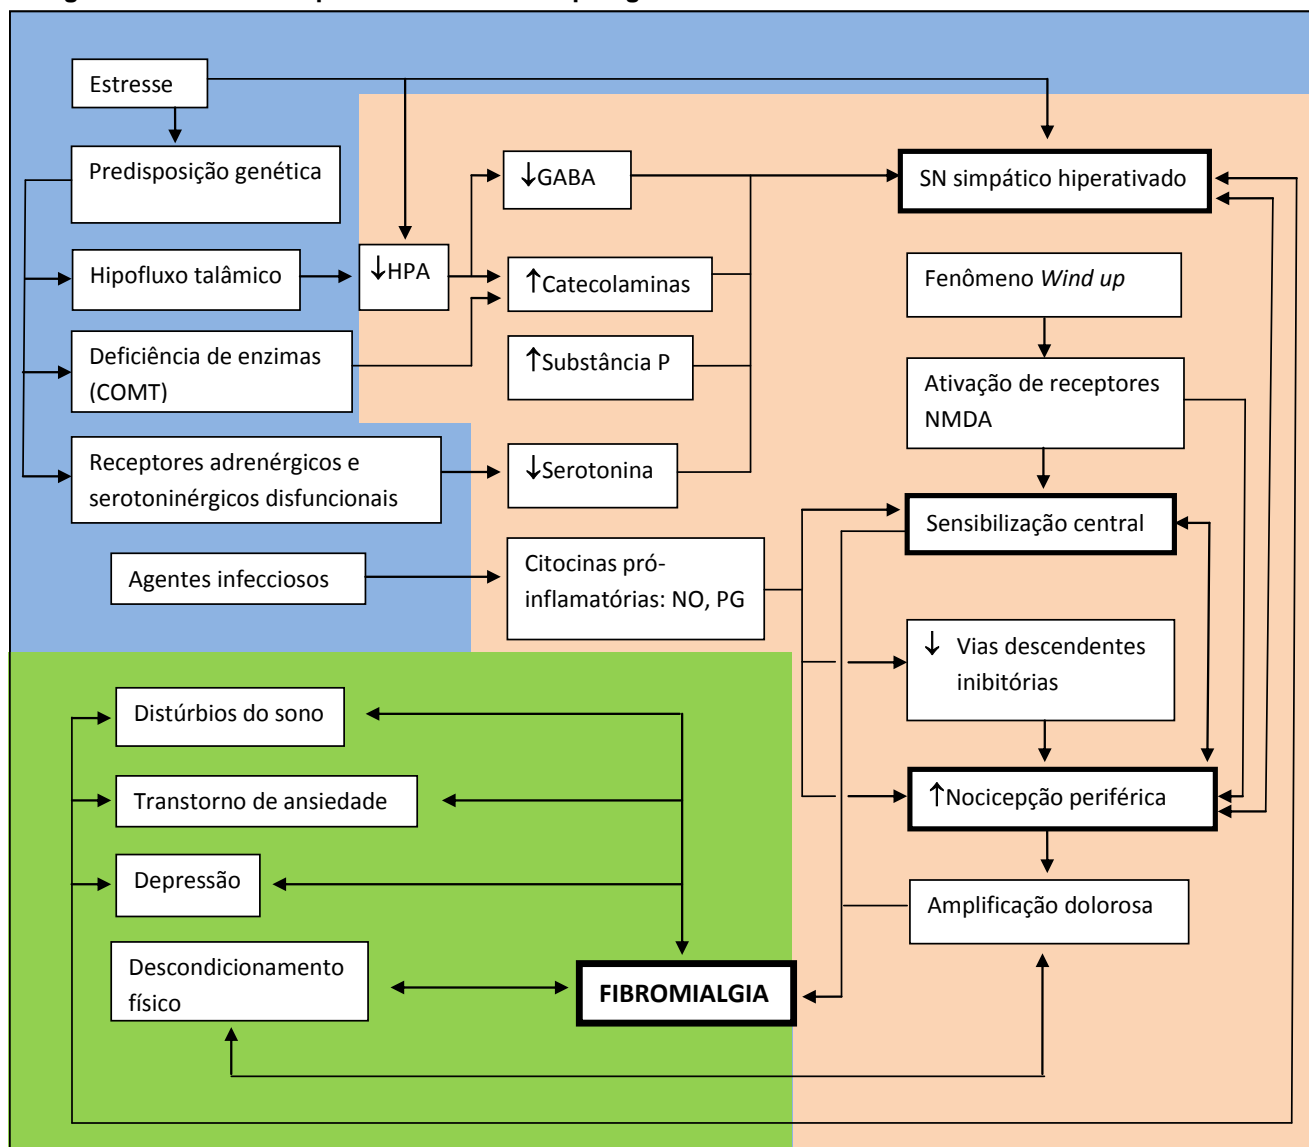 Estresse
Predisposição genética
↓GABA
SN simpático hiperativado
Hipofluxo talâmico
↓HPA
↑Catecolaminas
Fenômeno Wind up
Deficiência de enzimas
(COMT)
↑Substância P
Ativação de receptores
NMDA
Receptores adrenérgicos e
serotoninérgicos disfuncionais
↓Serotonina
Sensibilização central
Agentes infecciosos
Citocinas pró-
inflamatórias: NO, PG
↓ Vias descendentes
inibitórias
Distúrbios do sono
Transtorno de ansiedade
↑Nocicepção periférica
Depressão
Amplificação dolorosa
Descondicionamento
físico
FIBROMIALGIA